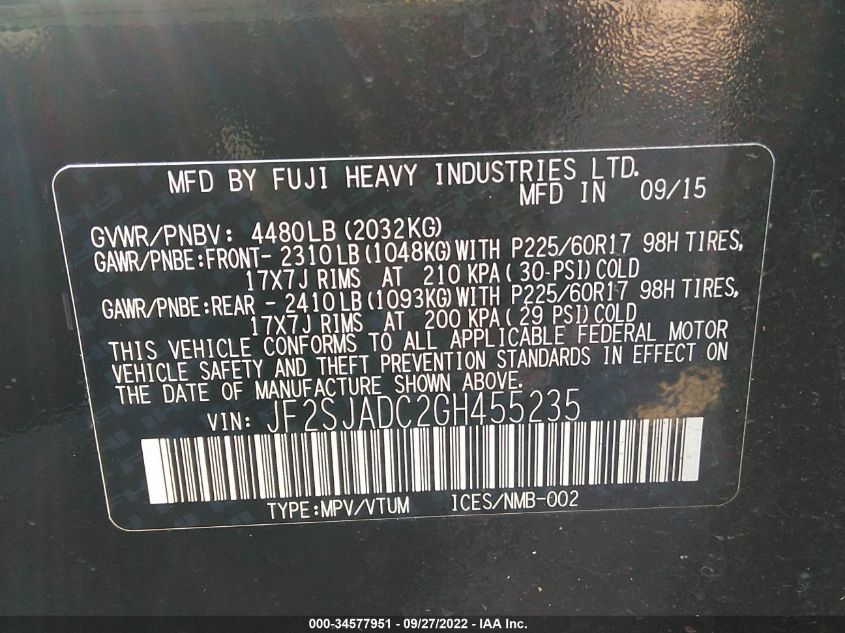 MFD BY FUJI HEAVY INDUSTRIES LTD.
MFD IN 09/15
GVWR/PNBV: 4480LB (2032KG)
GAWR/PNBE:FRONT- 2310LB (1048KG) WITH P225/60R17 98H TIRES,
17X7J RIMS AT 210 KPA ( 30-PSI) COLD
GAWR/PNBE:REAR - 2410LB (1093KG) WITH P225/60R17 98H TIRES,
17X7J RIMS AT 200 KPA ( 29 PSI) COLD
THIS VEHICLE CONFORMS TO ALL APPLICABLE FEDERAL MOTOR
VEHICLE SAFETY AND THEFT PREVENTION STANDARDS IN EFFECT ON
THE DATE OF MANUFACTURE SHOWN ABOVE.
VIN: JF2SJADC2GH455235
TYPE:MPV/VTUM ICES/NMB-002
000-34577951 - 09/27/2022 - IAA Inc.